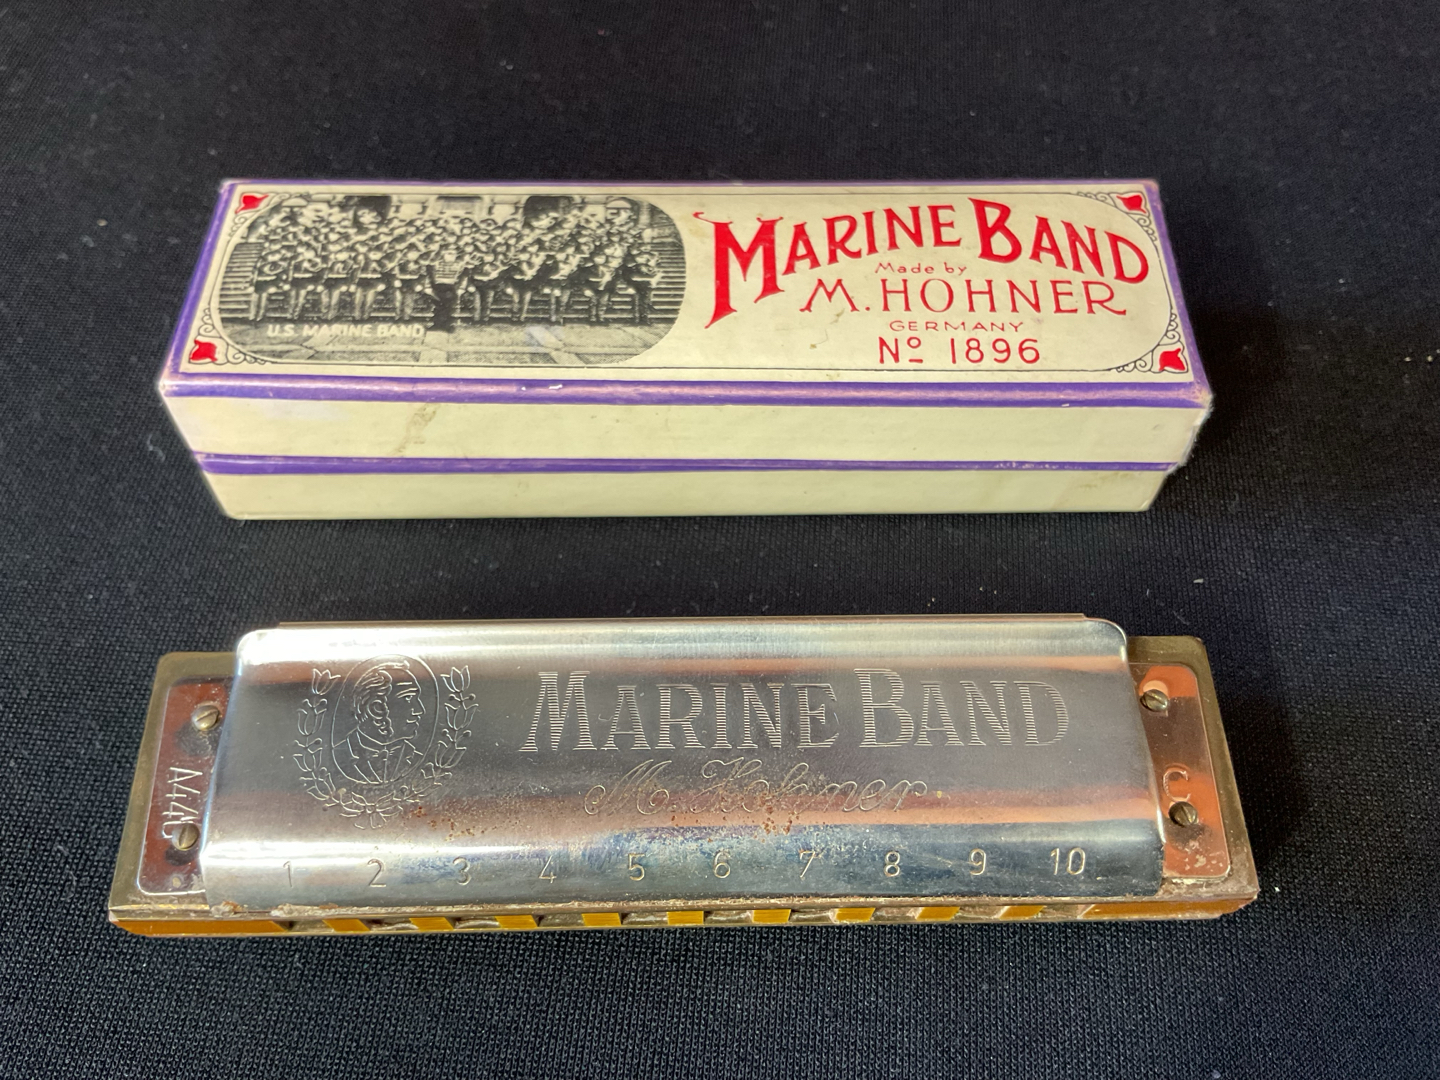 MARINE BAND
Made by
M. HOHNER
GERMANY
Nº 1896
U.S. MARINE BAND
MARINE BAND
M. Hohner
A440
C
1 2 3 4 5 6 7 8 9 10